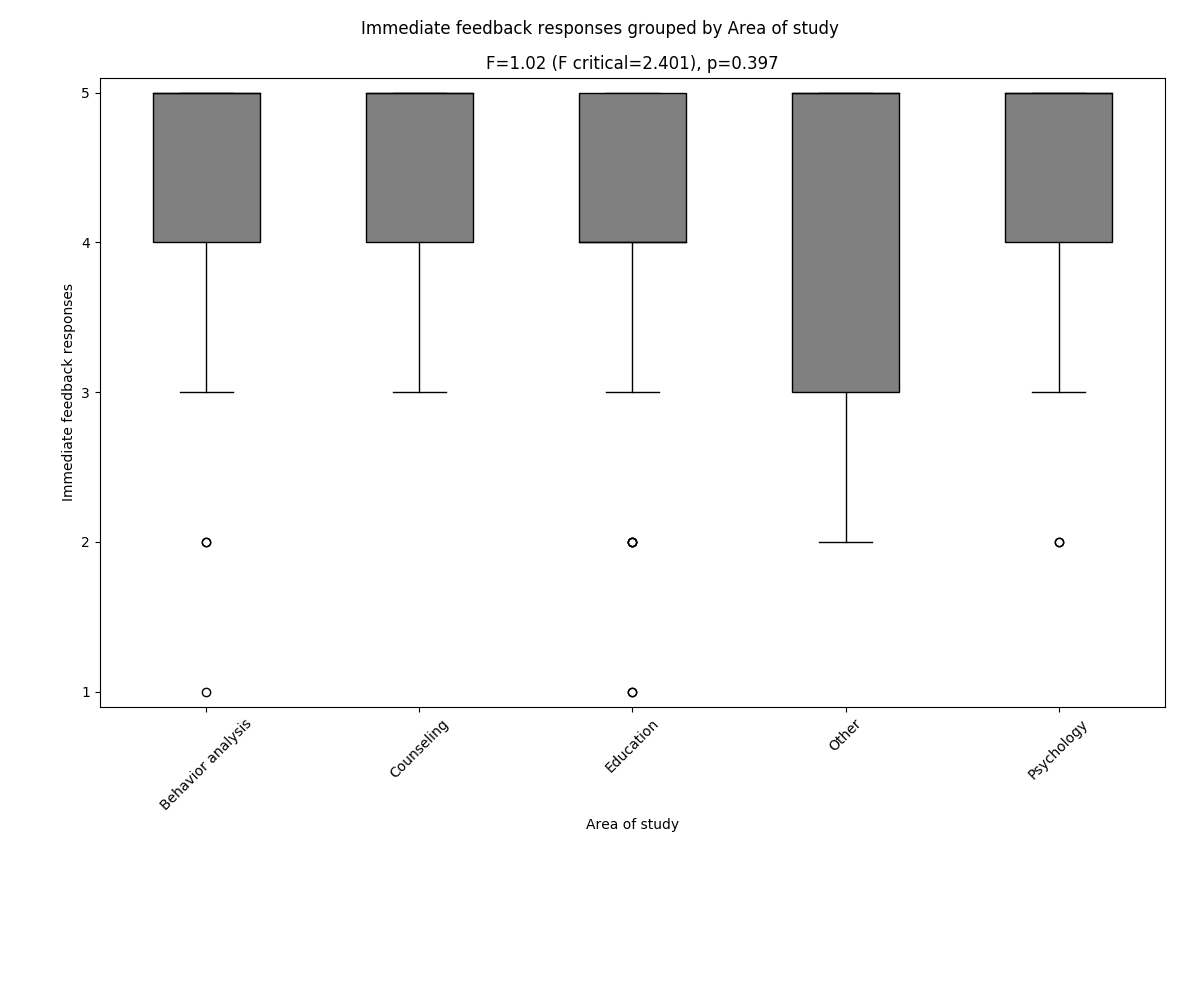 Immediate feedback responses grouped by Area of study
F=1.02 (F critical=2.401), p=0.397
5
4
3
2
1
Immediate feedback responses
Behavior analysis
Counseling
Education
Other
Psychology
Area of study